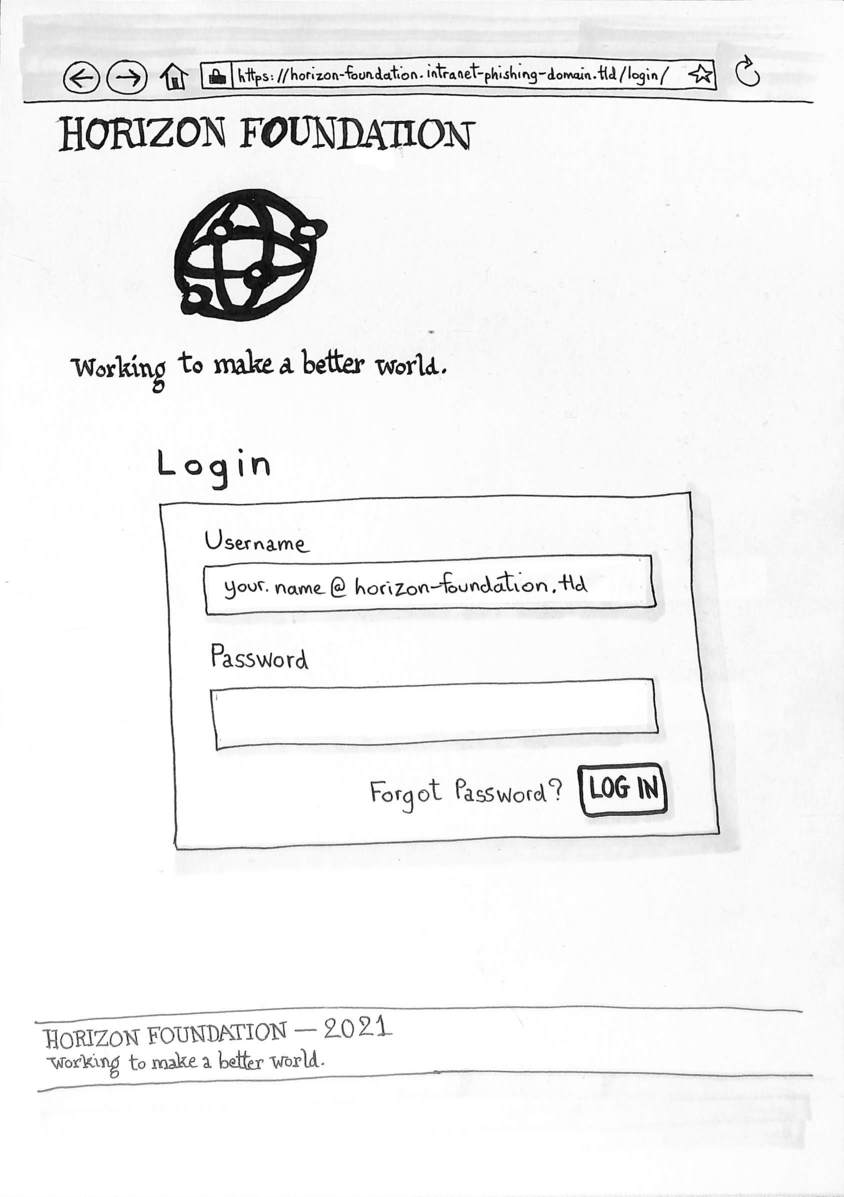 https://horizon-foundation.intranet-phishing-domain.tld/login/
HORIZON FOUNDATION
Working to make a better world.
Login
Username
your.name@horizon-foundation.tld
Password
Forgot Password? LOG IN
HORIZON FOUNDATION — 2021
Working to make a better world.